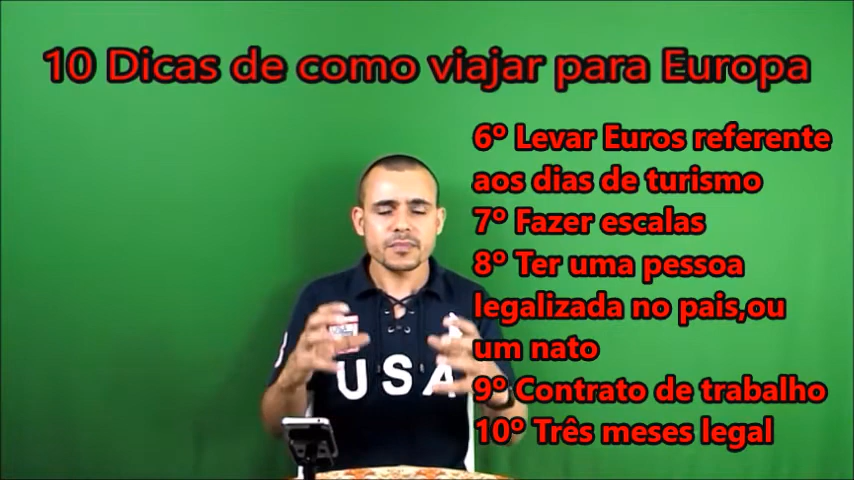 10 Dicas de como viajar para Europa
6º Levar Euros referente
aos dias de turismo
7º Fazer escalas
8º Ter uma pessoa
legalizada no pais,ou
um nato
9º Contrato de trabalho
10º Três meses legal
USA